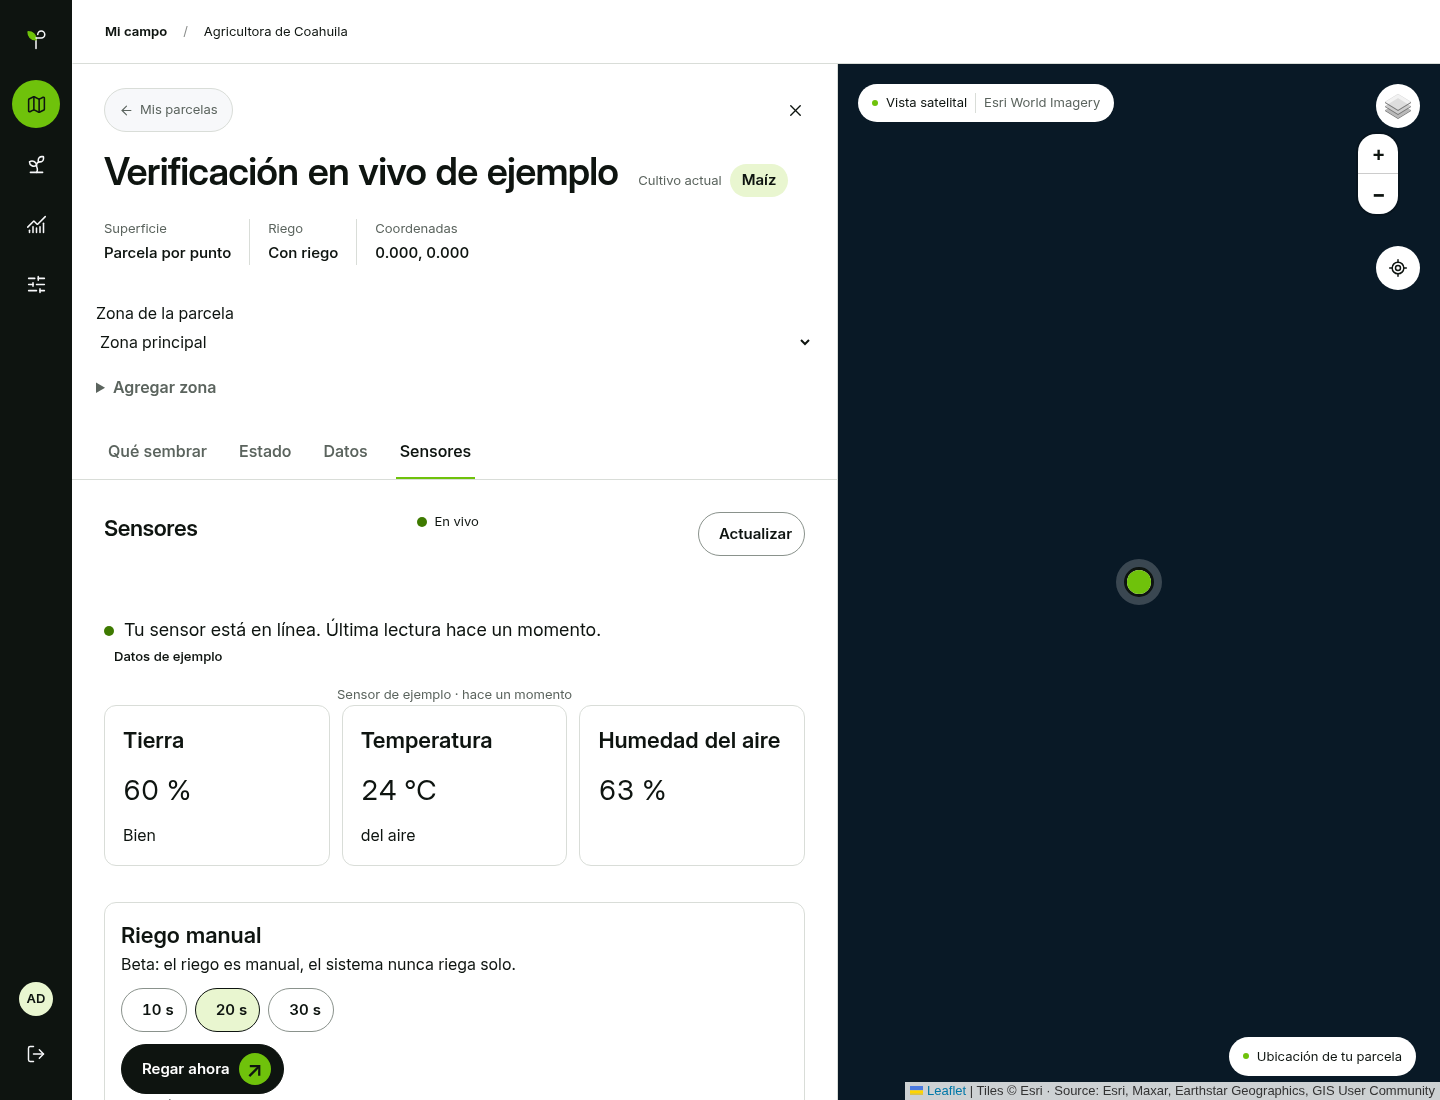 Mi campo / Agricultora de Coahuila
← Mis parcelas
Verificación en vivo de ejemplo
Cultivo actual Maíz
Superficie
Parcela por punto
Riego
Con riego
Coordenadas
0.000, 0.000
Zona de la parcela
Zona principal
Agregar zona
Qué sembrar Estado Datos Sensores
Sensores
En vivo
Actualizar
Tu sensor está en línea. Última lectura hace un momento.
Datos de ejemplo
Sensor de ejemplo · hace un momento
Tierra
60 %
Bien
Temperatura
24 °C
del aire
Humedad del aire
63 %
Riego manual
Beta: el riego es manual, el sistema nunca riega solo.
10 s 20 s 30 s
Regar ahora
AD
Vista satelital Esri World Imagery
+
−
Ubicación de tu parcela
Leaflet | Tiles © Esri · Source: Esri, Maxar, Earthstar Geographics, GIS User Community